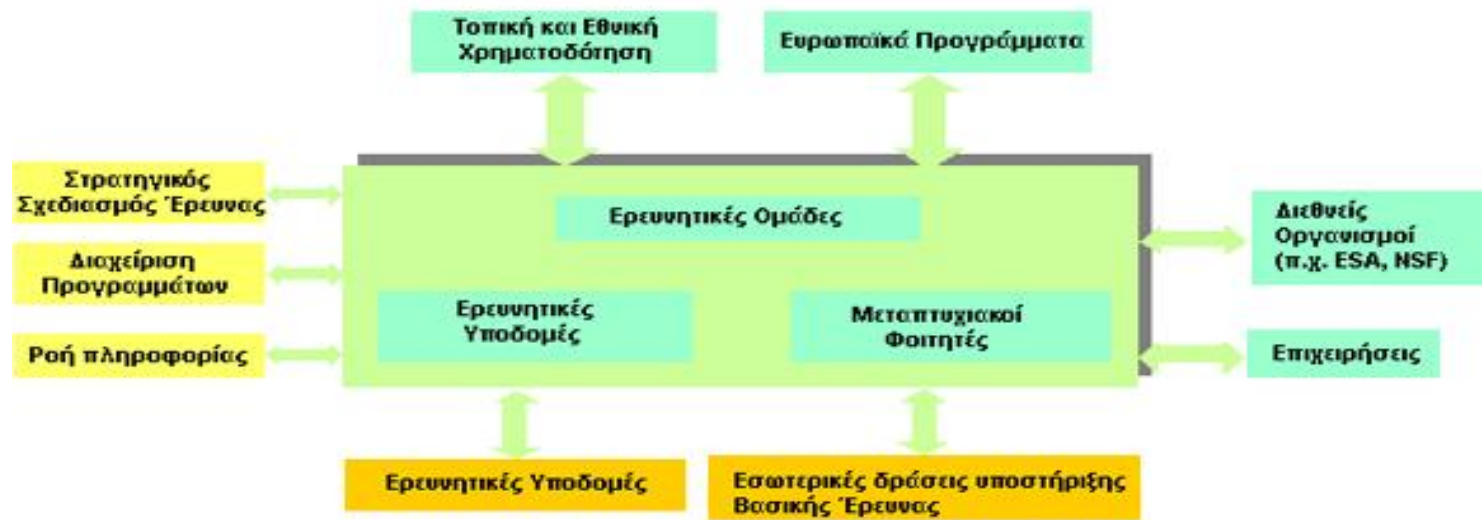 Τοπική και Εθνική
Χρηματοδότηση
Ευρωπαϊκά Προγράμματα
Στρατηγικός
Σχεδιασμός Έρευνας
Διαχείριση
Προγραμμάτων
Ροή πληροφορίας
Ερευνητικές Ομάδες
Ερευνητικές
Υποδομές
Μεταπτυχιακοί
Φοιτητές
Διεθνείς
Οργανισμοί
(π.χ. ESA, NSF)
Επιχειρήσεις
Ερευνητικές Υποδομές
Εσωτερικές δράσεις υποστήριξης
Βασικής Έρευνας